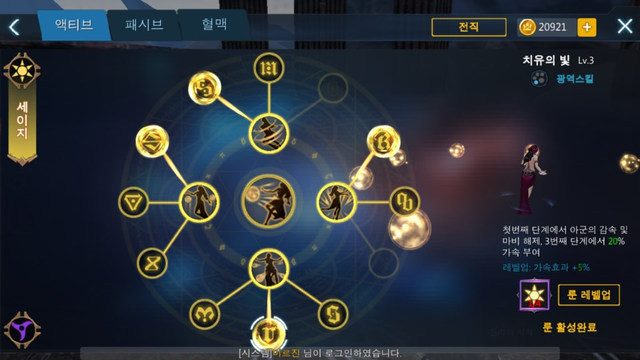 액티브
패시브
혈맥
전직
20921
세이지
치유의 빛 Lv.3
광역스킬
첫번째 단계에서 아군의 감속 및
마비 해제, 3번째 단계에서 20%
가속 부여
레벨업: 가속효과 +5%
룬 레벨업
룬 활성완료
[시스템]바르진 님이 로그인하였습니다.